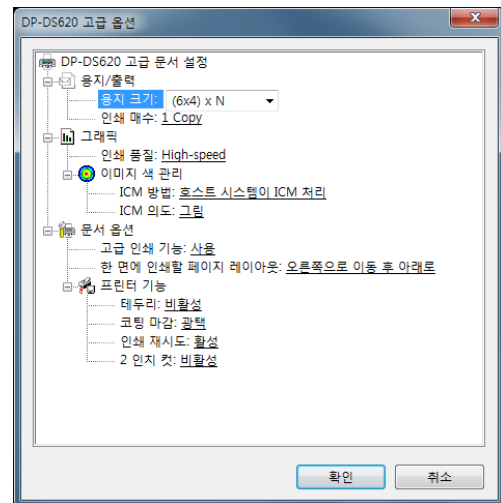 DP-DS620 고급 옵션
DP-DS620 고급 문서 설정
용지/출력
용지 크기: (6x4) x N
인쇄 매수: 1 Copy
그래픽
인쇄 품질: High-speed
이미지 색 관리
ICM 방법: 호스트 시스템이 ICM 처리
ICM 의도: 그림
문서 옵션
고급 인쇄 기능: 사용
한 면에 인쇄할 페이지 레이아웃: 오른쪽으로 이동 후 아래로
프린터 기능
테두리: 비활성
코팅 마감: 광택
인쇄 재시도: 활성
2 인치 컷: 비활성
확인 취소